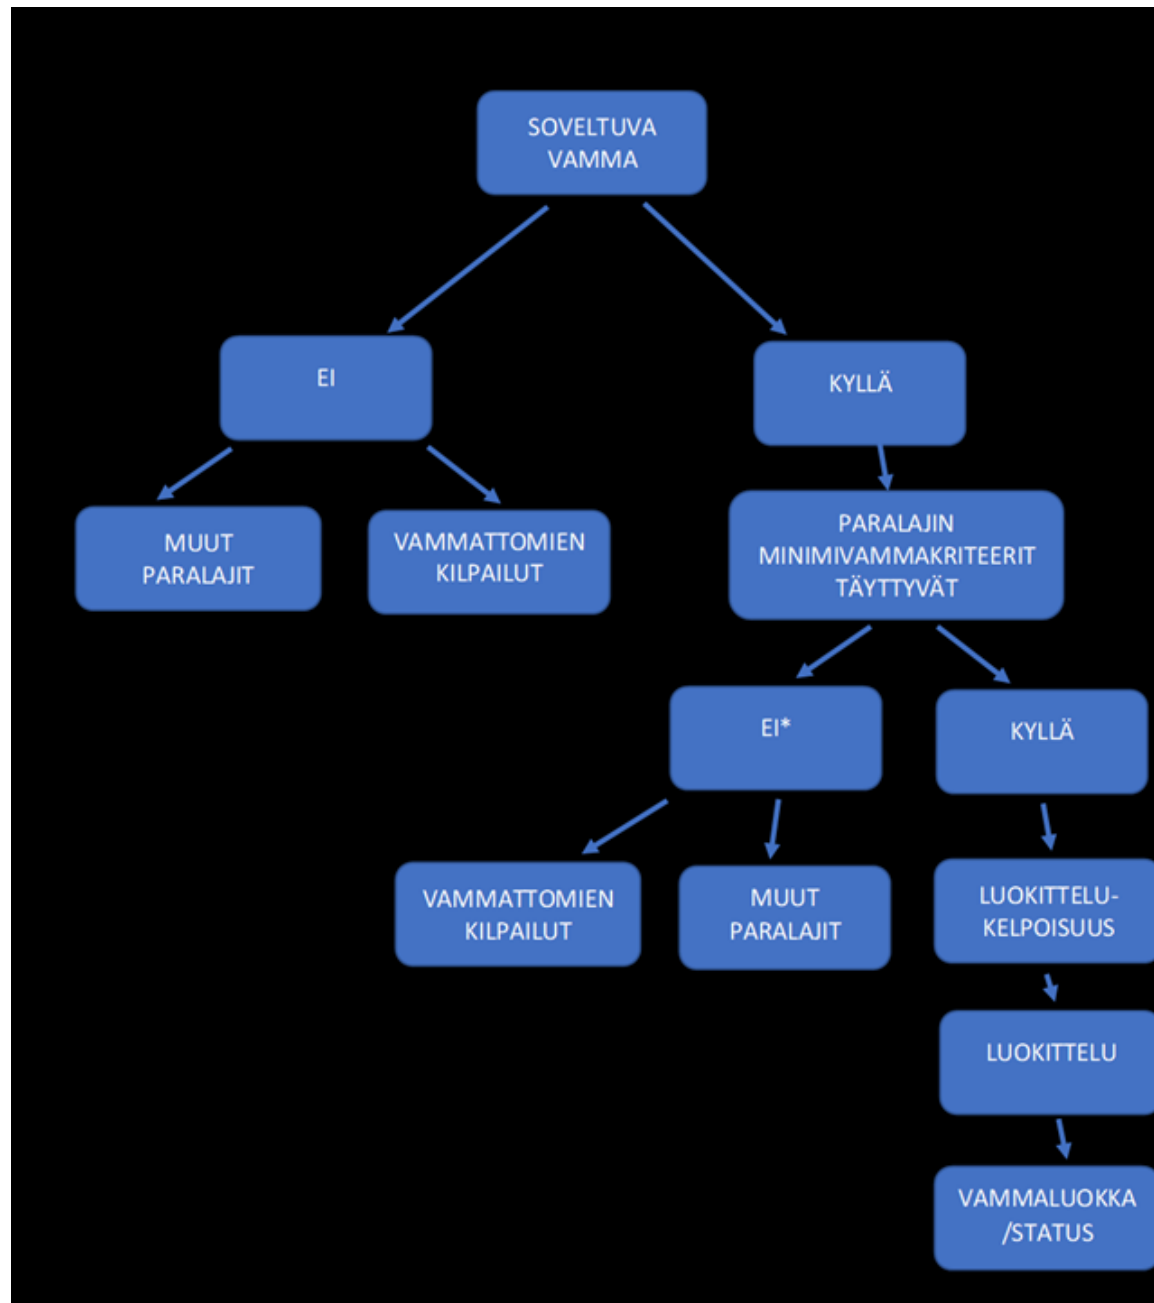 SOVELTUVA
VAMMA
EI
KYLLÄ
MUUT
PARALAJIT
VAMMATTOMIEN
KILPAILUT
PARALAJIN
MINIMIVAMMAKRITEERIT
TÄYTTYVÄT
EI*
KYLLÄ
VAMMATTOMIEN
KILPAILUT
MUUT
PARALAJIT
LUOKITTELU-
KELPOISUUS
LUOKITTELU
VAMMALUOKKA
/STATUS